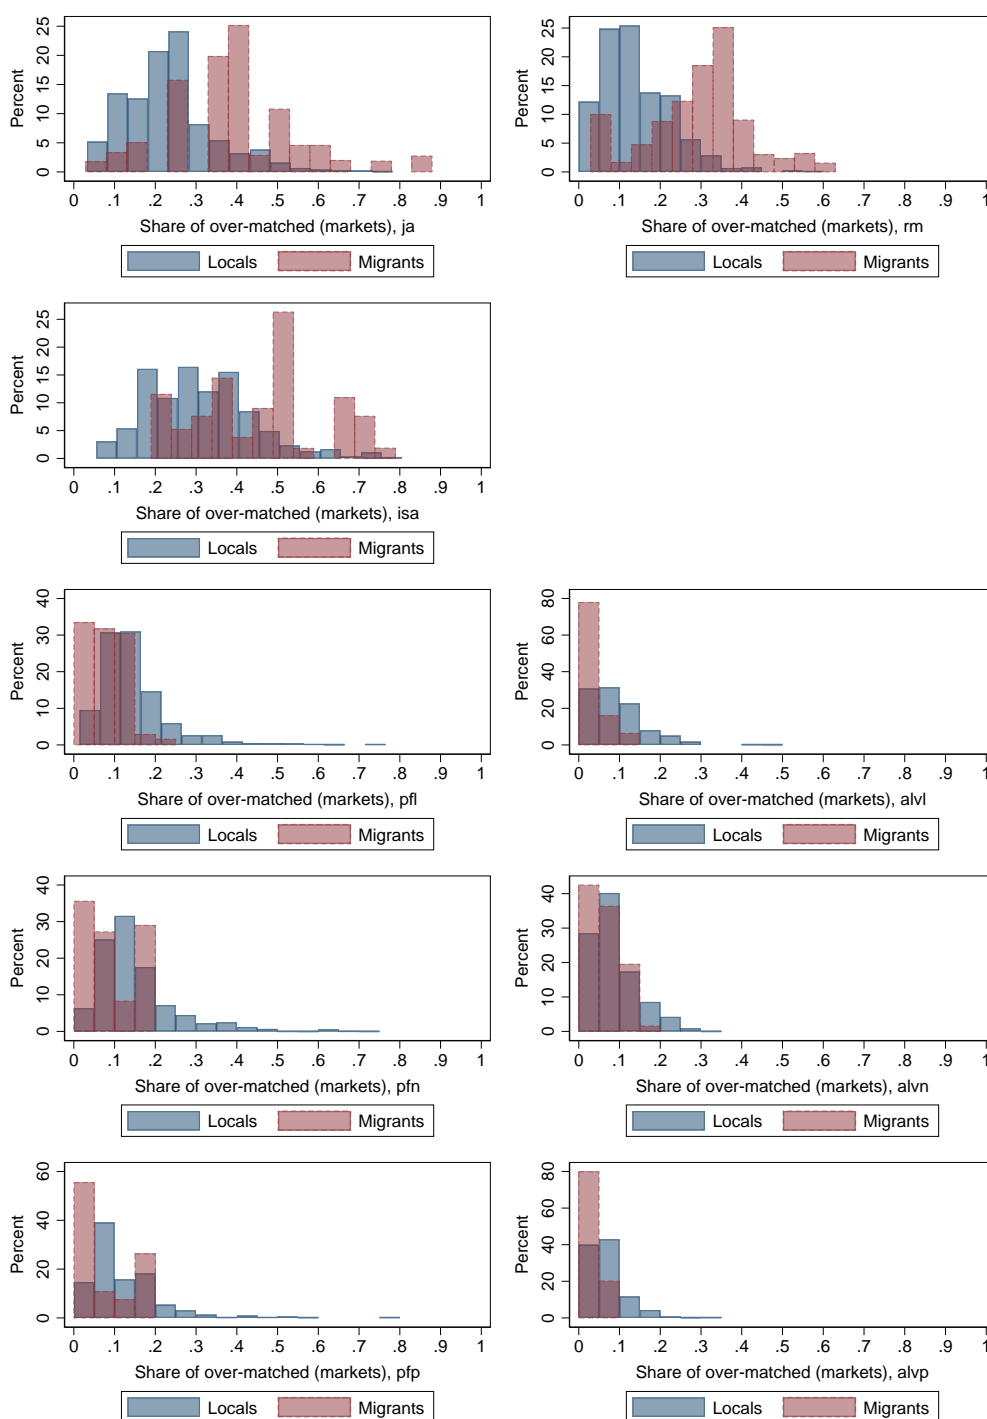 25
20
15
10
5
0
Percent
0 .1 .2 .3 .4 .5 .6 .7 .8 .9 1
Share of over-matched (markets), ja
Locals Migrants
25
20
15
10
5
0
Percent
0 .1 .2 .3 .4 .5 .6 .7 .8 .9 1
Share of over-matched (markets), rm
Locals Migrants
25
20
15
10
5
0
Percent
0 .1 .2 .3 .4 .5 .6 .7 .8 .9 1
Share of over-matched (markets), isa
Locals Migrants
40
30
20
10
0
Percent
0 .1 .2 .3 .4 .5 .6 .7 .8 .9 1
Share of over-matched (markets), pfl
Locals Migrants
80
60
40
20
0
Percent
0 .1 .2 .3 .4 .5 .6 .7 .8 .9 1
Share of over-matched (markets), alvl
Locals Migrants
40
30
20
10
0
Percent
0 .1 .2 .3 .4 .5 .6 .7 .8 .9 1
Share of over-matched (markets), pfn
Locals Migrants
40
30
20
10
0
Percent
0 .1 .2 .3 .4 .5 .6 .7 .8 .9 1
Share of over-matched (markets), alvn
Locals Migrants
60
40
20
0
Percent
0 .1 .2 .3 .4 .5 .6 .7 .8 .9 1
Share of over-matched (markets), pfp
Locals Migrants
80
60
40
20
0
Percent
0 .1 .2 .3 .4 .5 .6 .7 .8 .9 1
Share of over-matched (markets), alvp
Locals Migrants